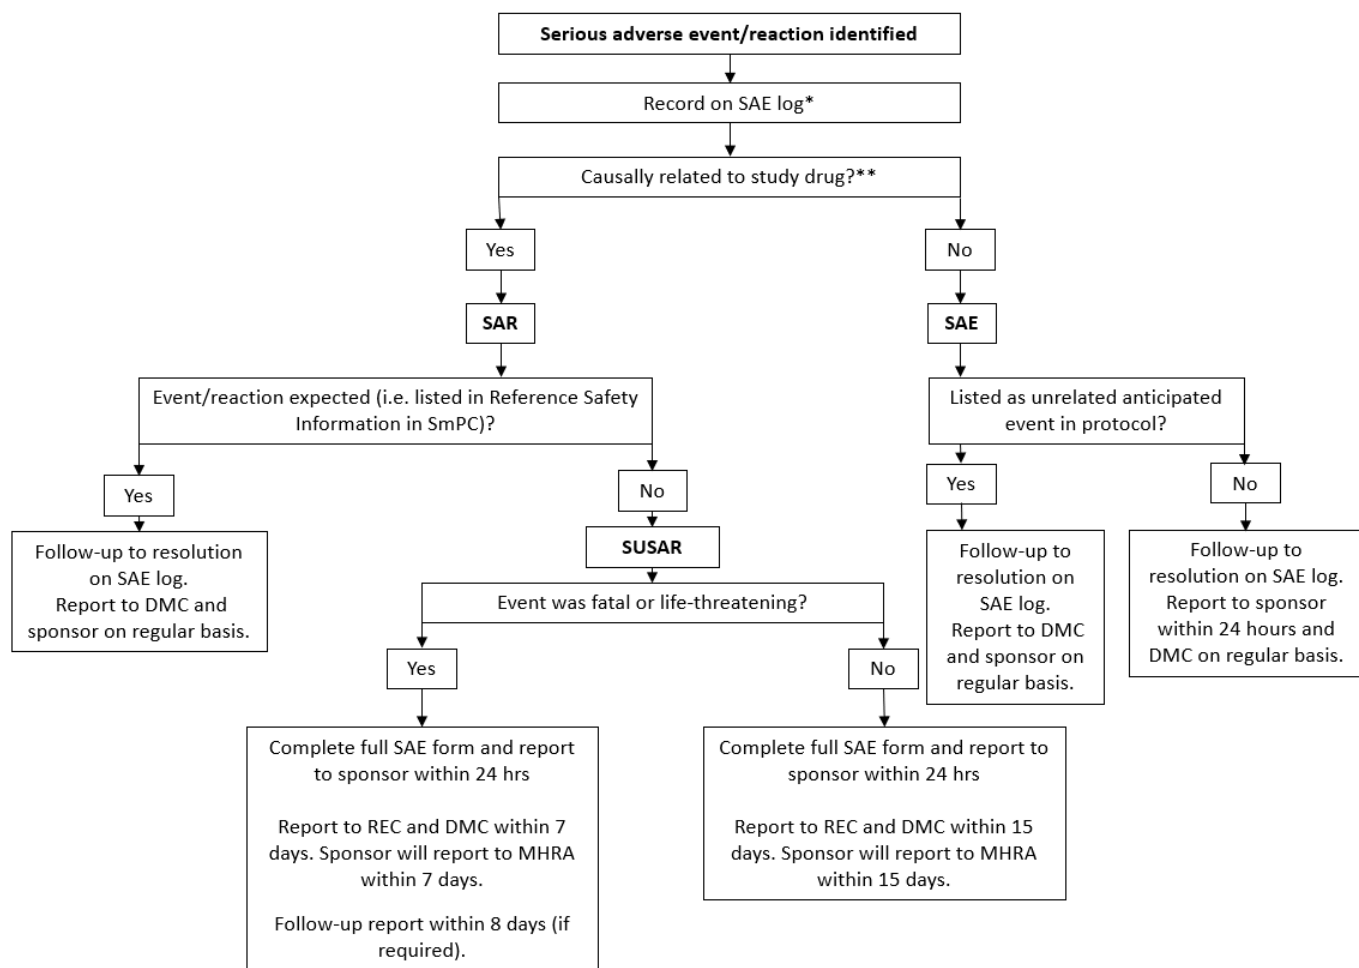 Serious adverse event/reaction identified
Record on SAE log*
Causally related to study drug?**
Yes
No
SAR
SAE
Event/reaction expected (i.e. listed in Reference Safety
Information in SmPC)?
Listed as unrelated anticipated
event in protocol?
Yes
No
Yes
No
Follow-up to resolution
on SAE log.
Report to DMC and
sponsor on regular basis.
SUSAR
Follow-up to
resolution on
SAE log.
Report to DMC
and sponsor on
regular basis.
Follow-up to
resolution on SAE log.
Report to sponsor
within 24 hours and
DMC on regular basis.
Event was fatal or life-threatening?
Yes
No
Complete full SAE form and report
to sponsor within 24 hrs
Report to REC and DMC within 7
days. Sponsor will report to MHRA
within 7 days.
Follow-up report within 8 days (if
required).
Complete full SAE form and report to
sponsor within 24 hrs
Report to REC and DMC within 15
days. Sponsor will report to MHRA
within 15 days.